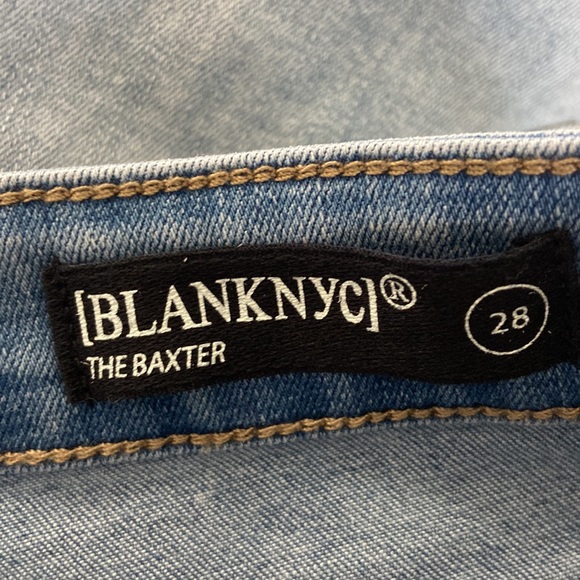 [BLANKNYC]®
THE BAXTER
28